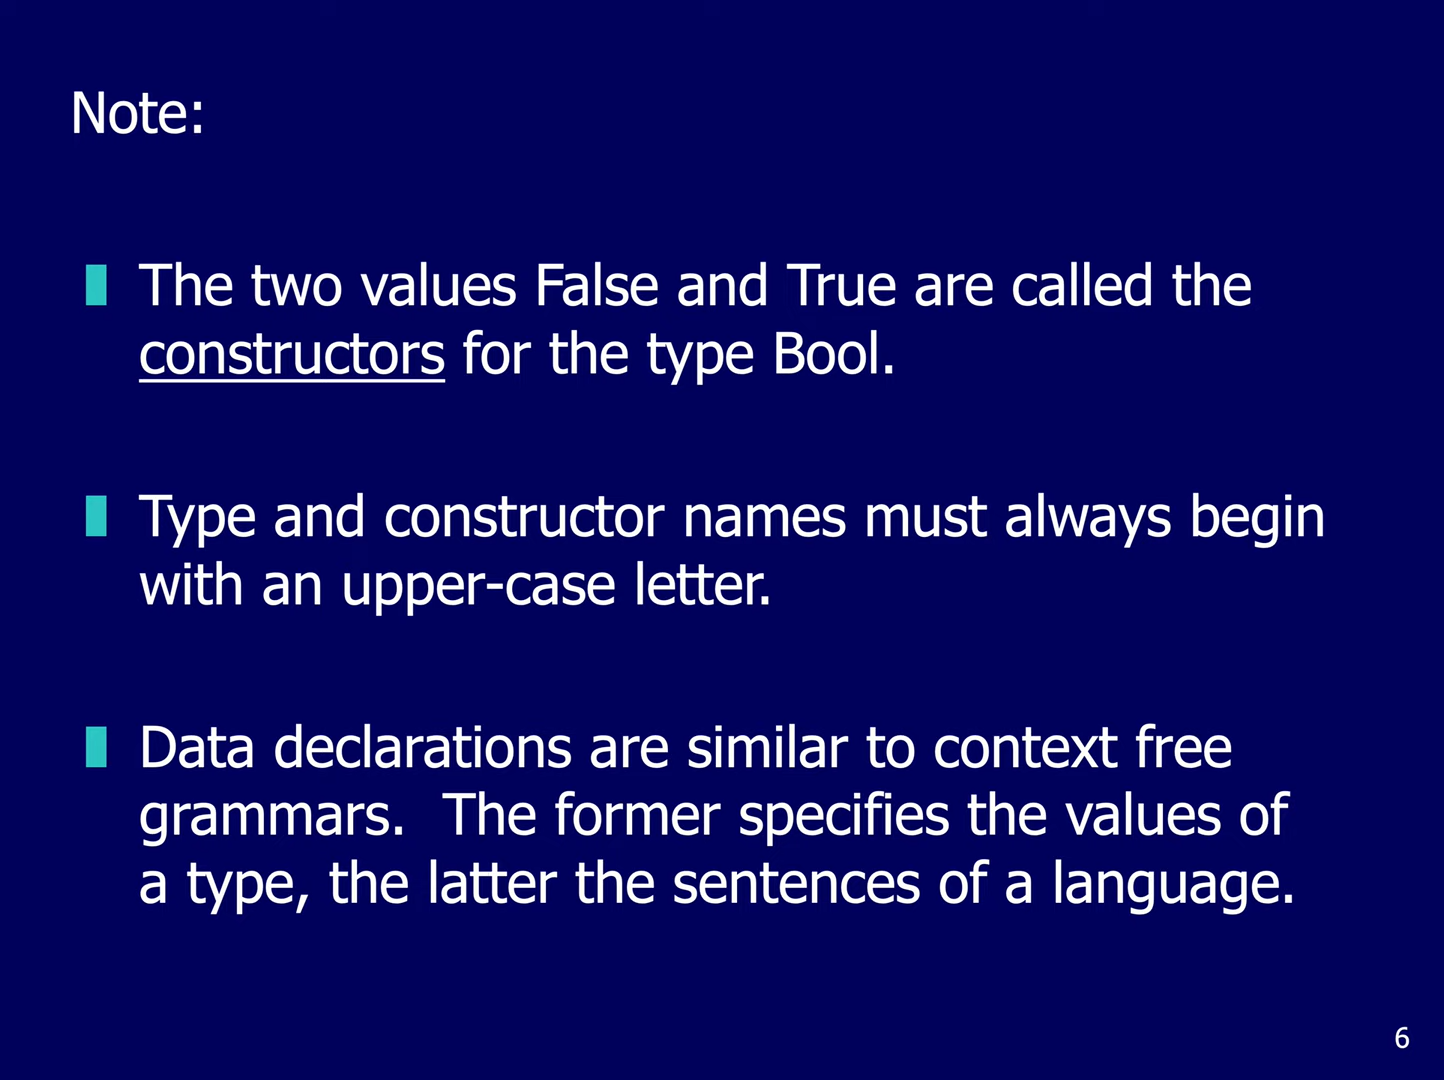 Note:
The two values False and True are called the
constructors for the type Bool.
Type and constructor names must always begin
with an upper-case letter.
Data declarations are similar to context free
grammars.  The former specifies the values of
a type, the latter the sentences of a language.
6